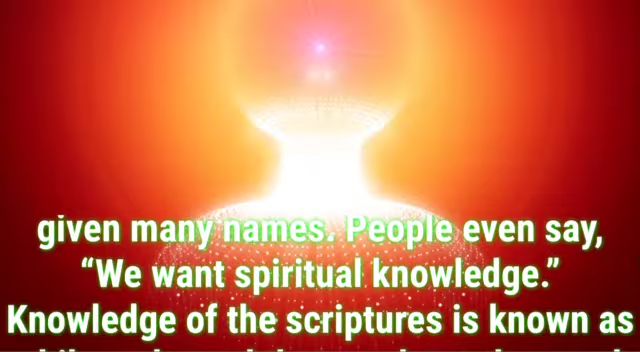 given many names. People even say,
“We want spiritual knowledge.”
Knowledge of the scriptures is known as